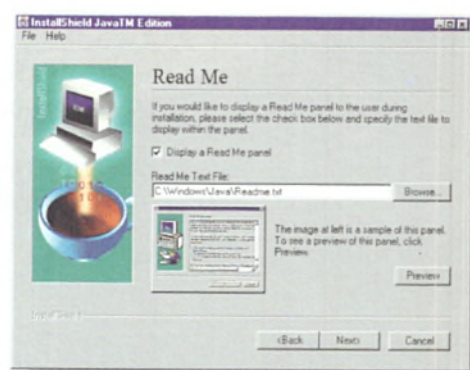 InstallShield JavaTM Edition
File Help
InstallShield
Read Me
If you would like to display a Read Me panel to the user during
installation, please select the check box below and specify the text file to
display within the panel.
Display a Read Me panel
Read Me Text File:
C:\Windows\Java\Readme.txt
Browse...
The image at left is a sample of this panel.
To see a preview of this panel, click
Preview.
Preview
InstallShield
<Back
Next>
Cancel